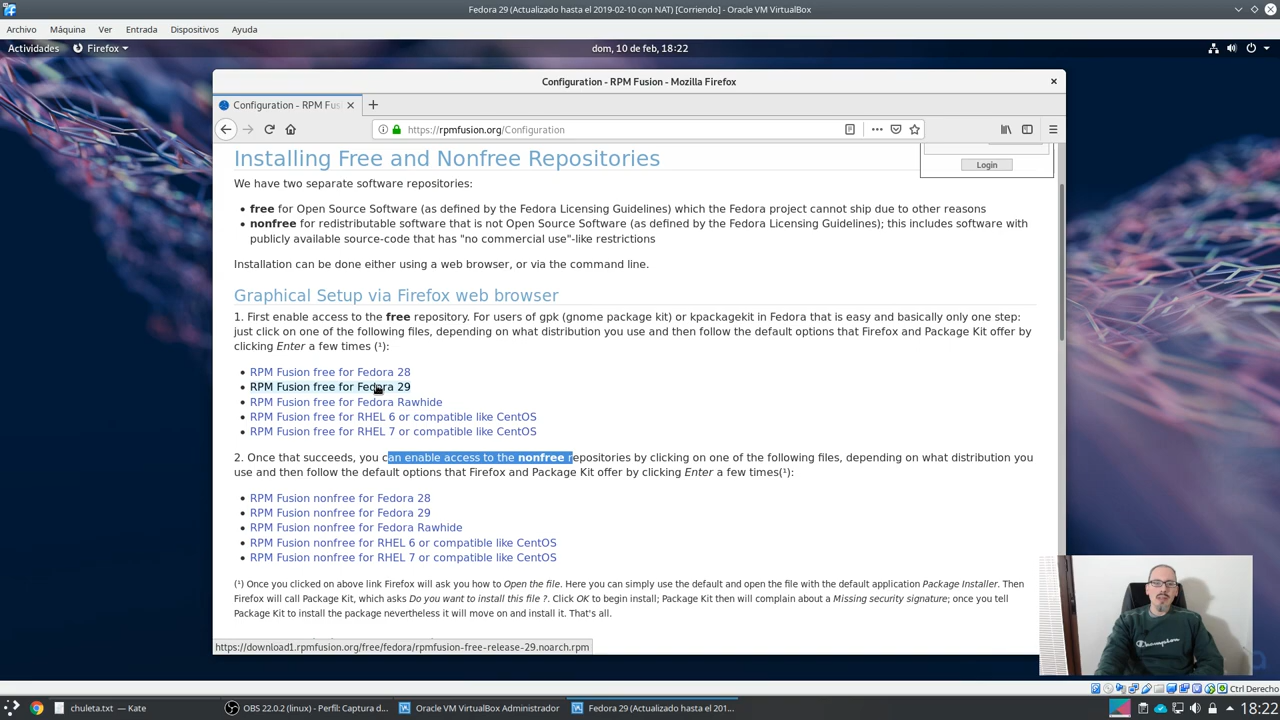 Fedora 29 (Actualizado hasta el 2019-02-10 con NAT) [Corriendo] - Oracle VM VirtualBox
Archivo Máquina Ver Entrada Dispositivos Ayuda
Actividades Firefox dom, 10 de feb, 18:22
Configuration - RPM Fusion - Mozilla Firefox
Configuration - RPM Fus
https://rpmfusion.org/Configuration
Installing Free and Nonfree Repositories
Login
We have two separate software repositories:
• free for Open Source Software (as defined by the Fedora Licensing Guidelines) which the Fedora project cannot ship due to other reasons
• nonfree for redistributable software that is not Open Source Software (as defined by the Fedora Licensing Guidelines); this includes software with
publicly available source-code that has "no commercial use"-like restrictions
Installation can be done either using a web browser, or via the command line.
Graphical Setup via Firefox web browser
1. First enable access to the free repository. For users of gpk (gnome package kit) or kpackagekit in Fedora that is easy and basically only one step:
just click on one of the following files, depending on what distribution you use and then follow the default options that Firefox and Package Kit offer by
clicking Enter a few times (¹):
• RPM Fusion free for Fedora 28
• RPM Fusion free for Fedora 29
• RPM Fusion free for Fedora Rawhide
• RPM Fusion free for RHEL 6 or compatible like CentOS
• RPM Fusion free for RHEL 7 or compatible like CentOS
2. Once that succeeds, you can enable access to the nonfree repositories by clicking on one of the following files, depending on what distribution you
use and then follow the default options that Firefox and Package Kit offer by clicking Enter a few times(¹):
• RPM Fusion nonfree for Fedora 28
• RPM Fusion nonfree for Fedora 29
• RPM Fusion nonfree for Fedora Rawhide
• RPM Fusion nonfree for RHEL 6 or compatible like CentOS
• RPM Fusion nonfree for RHEL 7 or compatible like CentOS
(¹) Once you clicked on above link Firefox will ask you how to Open the file. Here you can simply use the default and open the file with the default application Package Installer. Then
Firefox will call Package Kit, which asks Do you want to install this file ?. Click OK to begin install; Package Kit then will complain about a Missing security signature; once you tell
Package Kit to install the package nevertheless it will move on and install it. That's all.
https://download1.rpmfusion.org/free/fedora/rpmfusion-free-release-29.noarch.rpm
Champion
Ctrl Derecho
chuleta.txt — Kate OBS 22.0.2 (linux) - Perfil: Captura d... Oracle VM VirtualBox Administrador Fedora 29 (Actualizado hasta el 201... 18:22